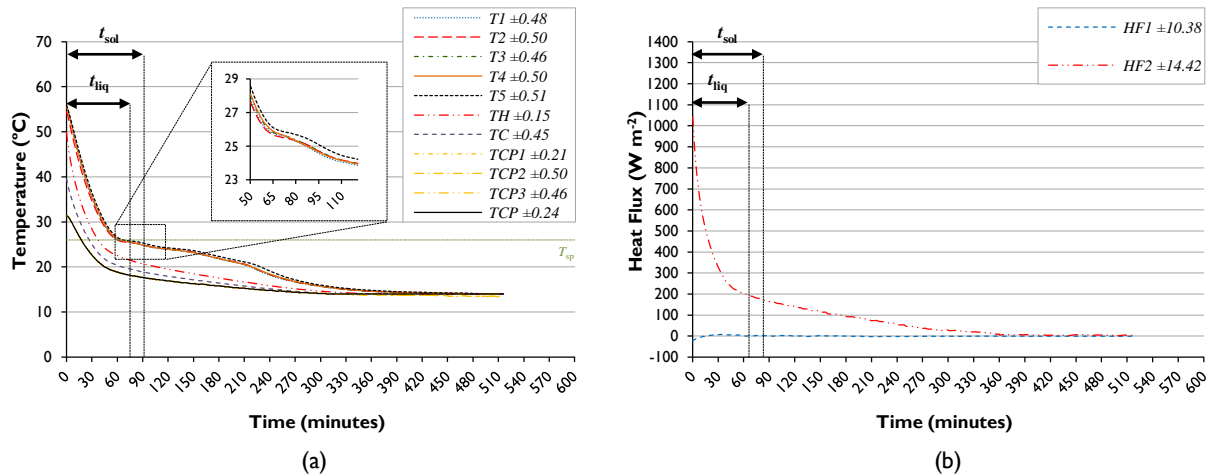 T1 ±0.48
T2 ±0.50
T3 ±0.46
T4 ±0.50
T5 ±0.51
TH ±0.15
TC ±0.45
TCP1 ±0.21
TCP2 ±0.50
TCP3 ±0.46
TCP ±0.24
70
60
50
40
30
20
10
0
Temperature (°C)
t_sol
t_liq
29
27
25
23
50 65 80 95 110
T_sp
0 30 60 90 120 150 180 210 240 270 300 330 360 390 420 450 480 510 540 570 600
Time (minutes)
(a)
HF1 ±10.38
HF2 ±14.42
1400
1300
1200
1100
1000
900
800
700
600
500
400
300
200
100
0
-100
Heat Flux (W m⁻²)
t_sol
t_liq
0 30 60 90 120 150 180 210 240 270 300 330 360 390 420 450 480 510 540 570 600
Time (minutes)
(b)